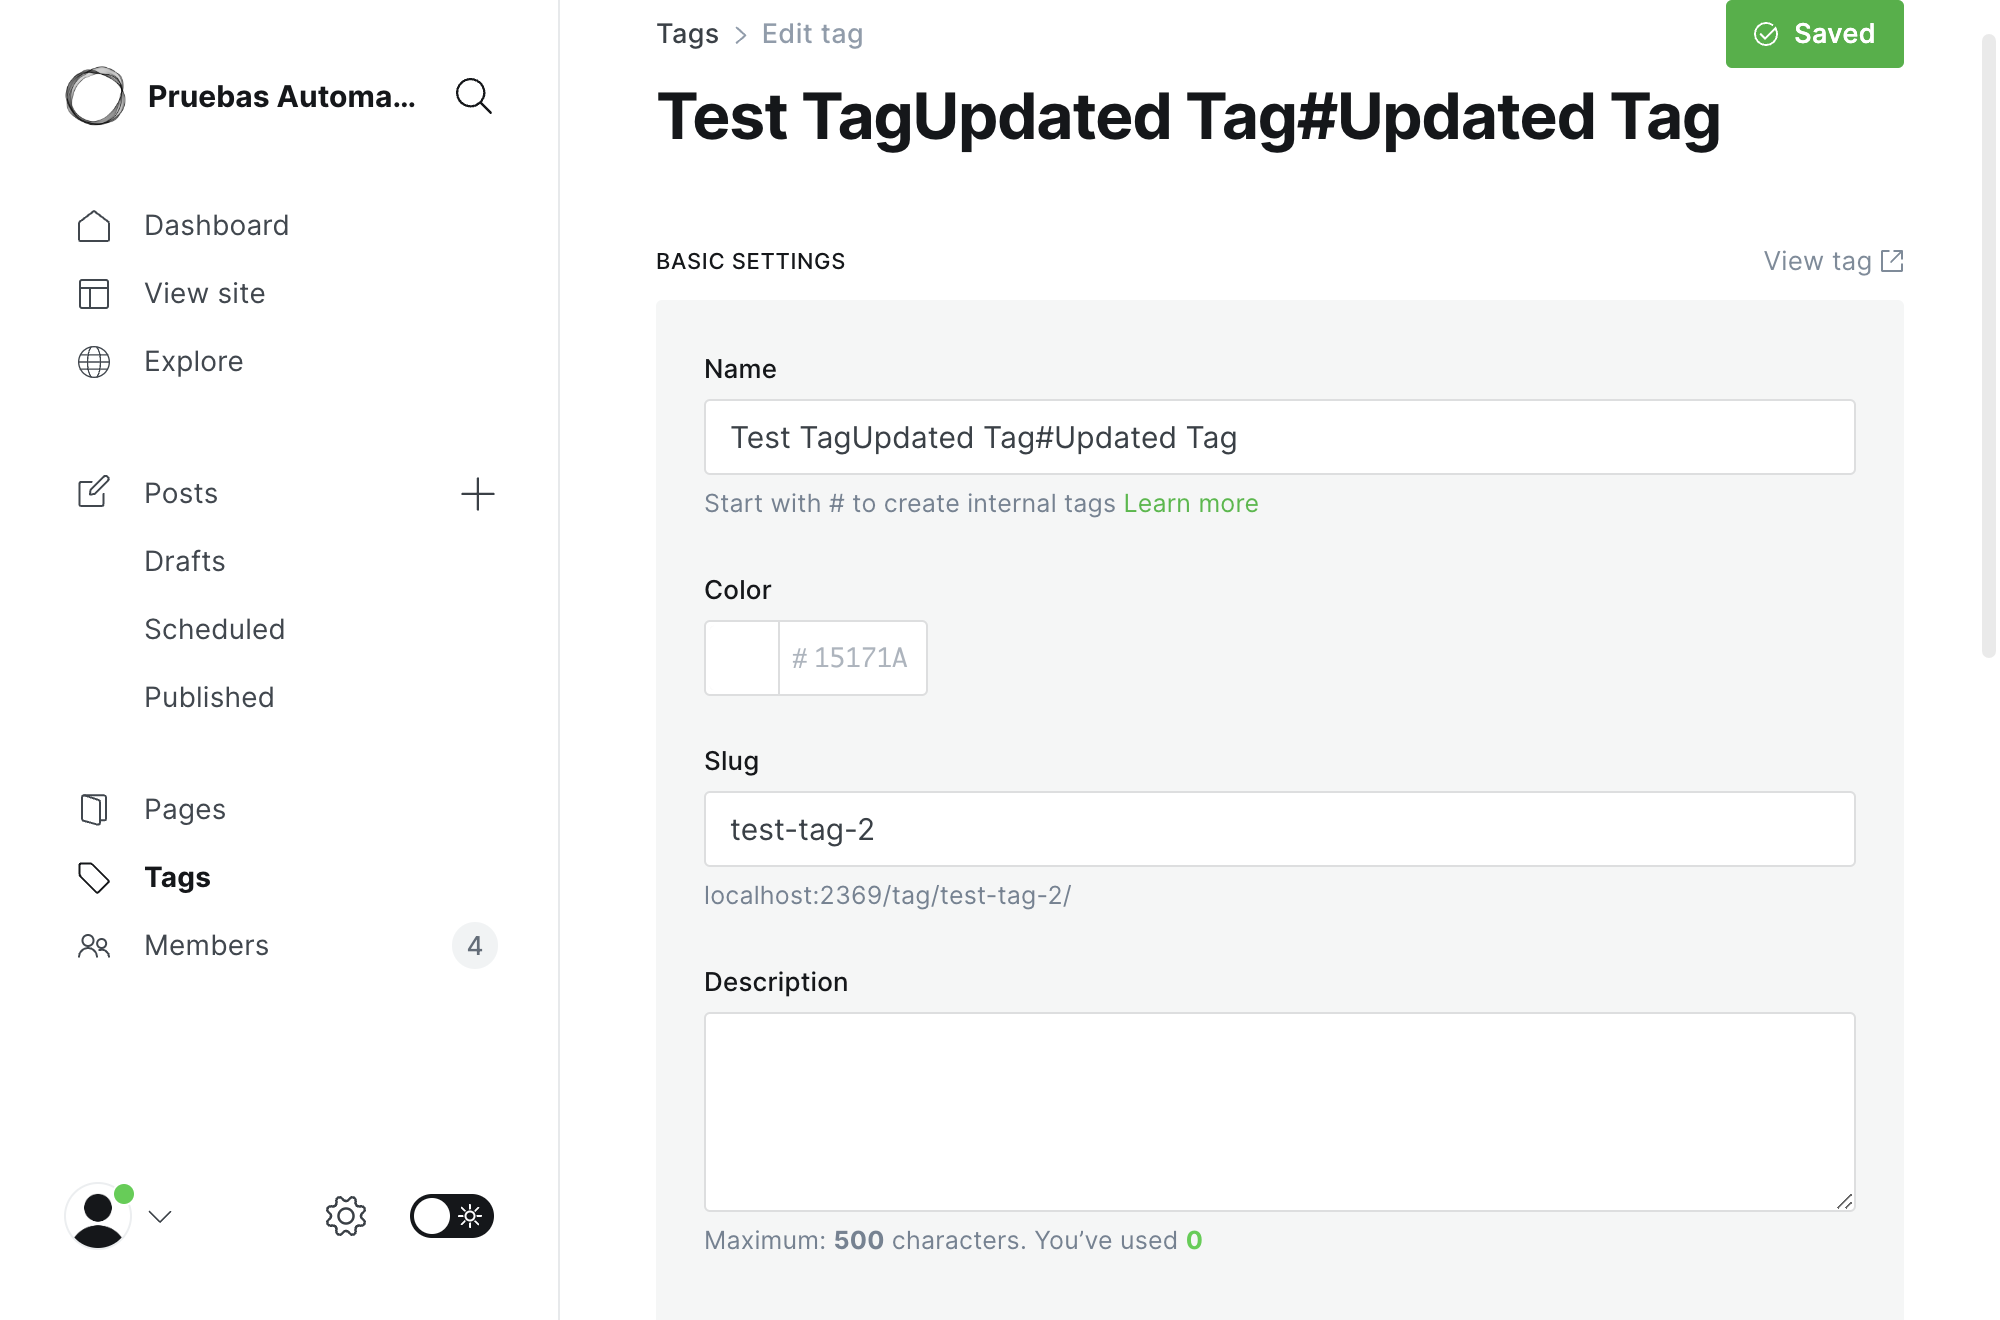 Pruebas Automa...
Dashboard
View site
Explore
Posts
Drafts
Scheduled
Published
Pages
Tags
Members
4
Tags > Edit tag
Saved
Test TagUpdated Tag#Updated Tag
BASIC SETTINGS
View tag
Name
Test TagUpdated Tag#Updated Tag
Start with # to create internal tags Learn more
Color
# 15171A
Slug
test-tag-2
localhost:2369/tag/test-tag-2/
Description
Maximum: 500 characters. You’ve used 0